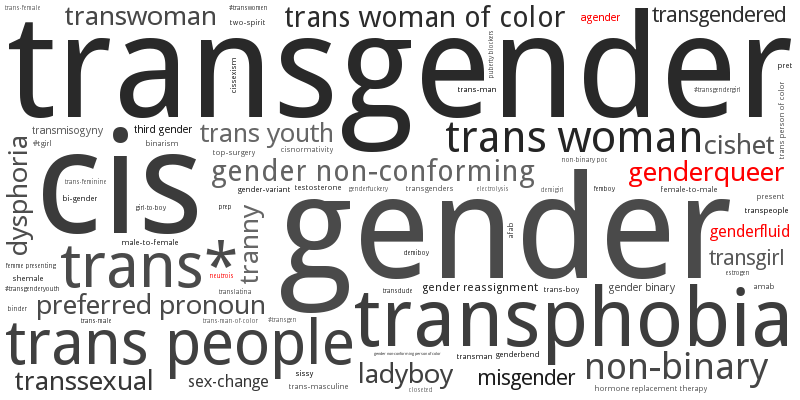 trans-female
transwoman
#transwomen
two-spirit
trans woman of color
agender
transgendered
transgender
cissexism
puberty blockers
trans-man
#transgendergirl
pret
trans person of color
transmisogyny
third gender
trans youth
#tgirl
binarism
top-surgery
cisnormativity
trans woman
cishet
dysphoria
cis
gender non-conforming
non-binary poc
genderqueer
trans-feminine
gender-variant
testosterone
genderfuckery
transgenders
electrolysis
demigirl
femboy
female-to-male
present
bi-gender
girl-to-boy
prep
gender
afab
transpeople
genderfluid
male-to-female
tranny
demiboy
transgirl
femme presenting
trans*
neutrois
estrogen
shemale
#transgenderyouth
translatina
transdude
gender reassignment
trans-boy
gender binary
amab
binder
preferred pronoun
transphobia
trans-male
trans-man-of-color
#transgen
trans people
gender non-conforming person of color
transman
genderbend
non-binary
transsexual
sex-change
sissy
trans-masculine
ladyboy
closeted
misgender
hormone replacement therapy